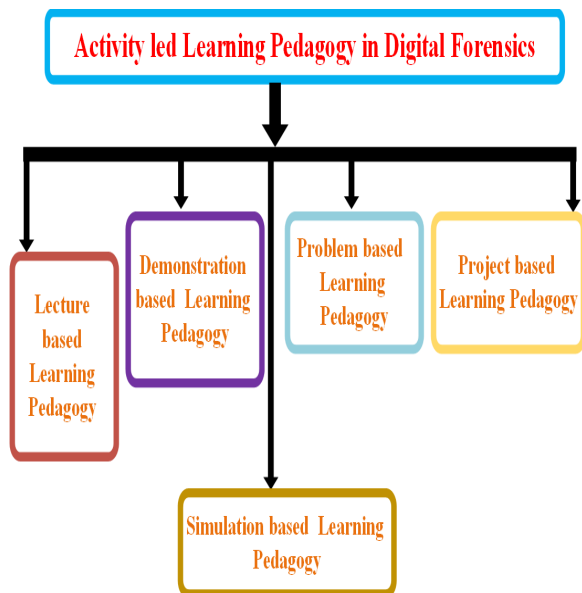 Activity led Learning Pedagogy in Digital Forensics
Lecture
based
Learning
Pedagogy
Demonstration
based Learning
Pedagogy
Problem based
Learning
Pedagogy
Project based
Learning Pedagogy
Simulation based Learning
Pedagogy